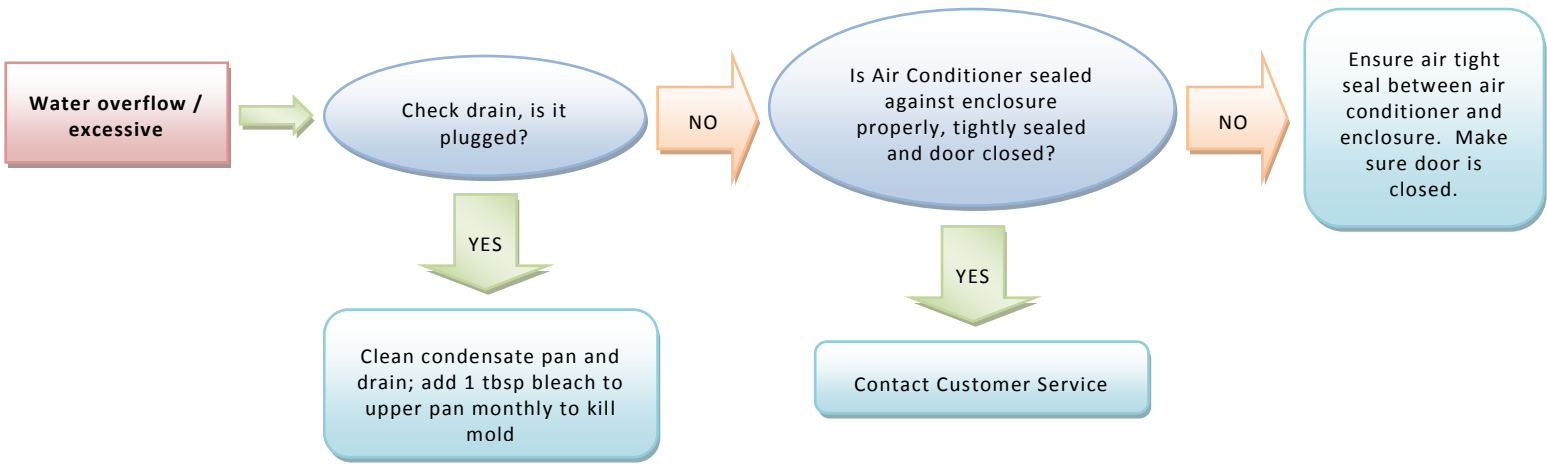 Water overflow /
excessive
Check drain, is it
plugged?
NO
Is Air Conditioner sealed
against enclosure
properly, tightly sealed
and door closed?
NO
Ensure air tight
seal between air
conditioner and
enclosure. Make
sure door is
closed.
YES
Clean condensate pan and
drain; add 1 tbsp bleach to
upper pan monthly to kill
mold
YES
Contact Customer Service